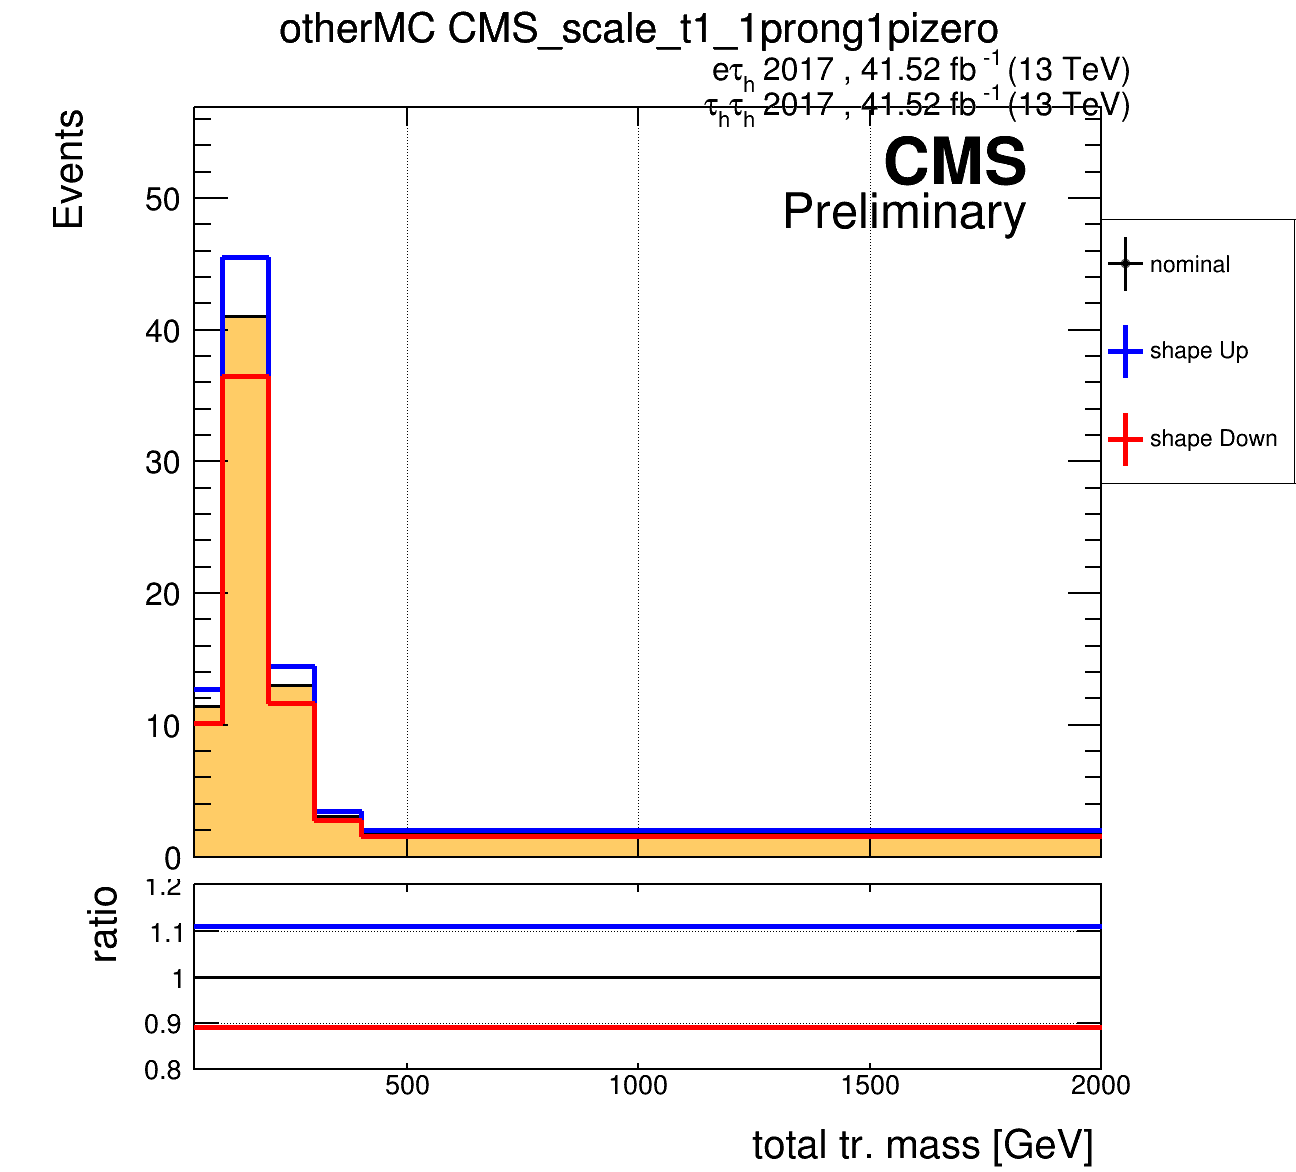 otherMC CMS_scale_t1_1prong1pizero
eτh 2017 , 41.52 fb -1 (13 TeV)
τhτh 2017 , 41.52 fb -1 (13 TeV)
CMS
Preliminary
Events
50
40
30
20
10
0
nominal
shape Up
shape Down
ratio
1.2
1.1
1
0.9
0.8
500
1000
1500
2000
total tr. mass [GeV]